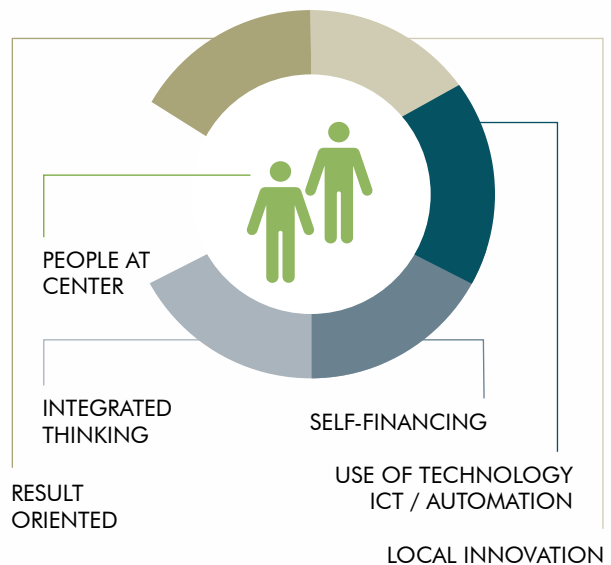 PEOPLE AT
CENTER
INTEGRATED
THINKING
SELF-FINANCING
USE OF TECHNOLOGY
ICT / AUTOMATION
RESULT
ORIENTED
LOCAL INNOVATION